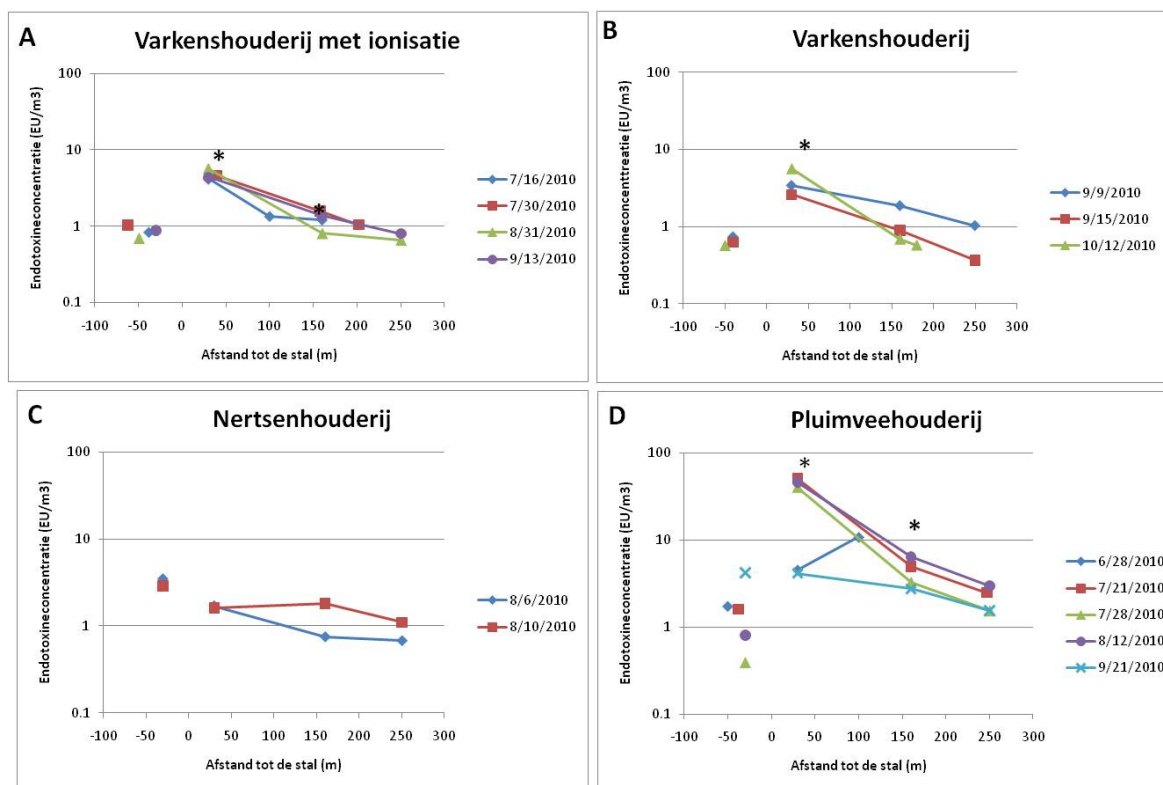 A
Varkenshouderij met ionisatie
Endotoxineconcentratie (EU/m3)
100
10
1
0.1
*
*
-100 -50 0 50 100 150 200 250 300
Afstand tot de stal (m)
7/16/2010
7/30/2010
8/31/2010
9/13/2010
B
Varkenshouderij
Endotoxineconcenttreatie (EU/m3)
100
10
1
0.1
*
-100 -50 0 50 100 150 200 250 300
Afstand tot de stal (m)
9/9/2010
9/15/2010
10/12/2010
C
Nertsenhouderij
Endotoxineconcentratie (EU/m3)
100
10
1
0.1
-100 -50 0 50 100 150 200 250 300
Afstand tot de stal (m)
8/6/2010
8/10/2010
D
Pluimveehouderij
Endotoxineconcentratie (EU/m3)
100
10
1
0.1
*
*
-100 -50 0 50 100 150 200 250 300
Afstand tot de stal (m)
6/28/2010
7/21/2010
7/28/2010
8/12/2010
9/21/2010